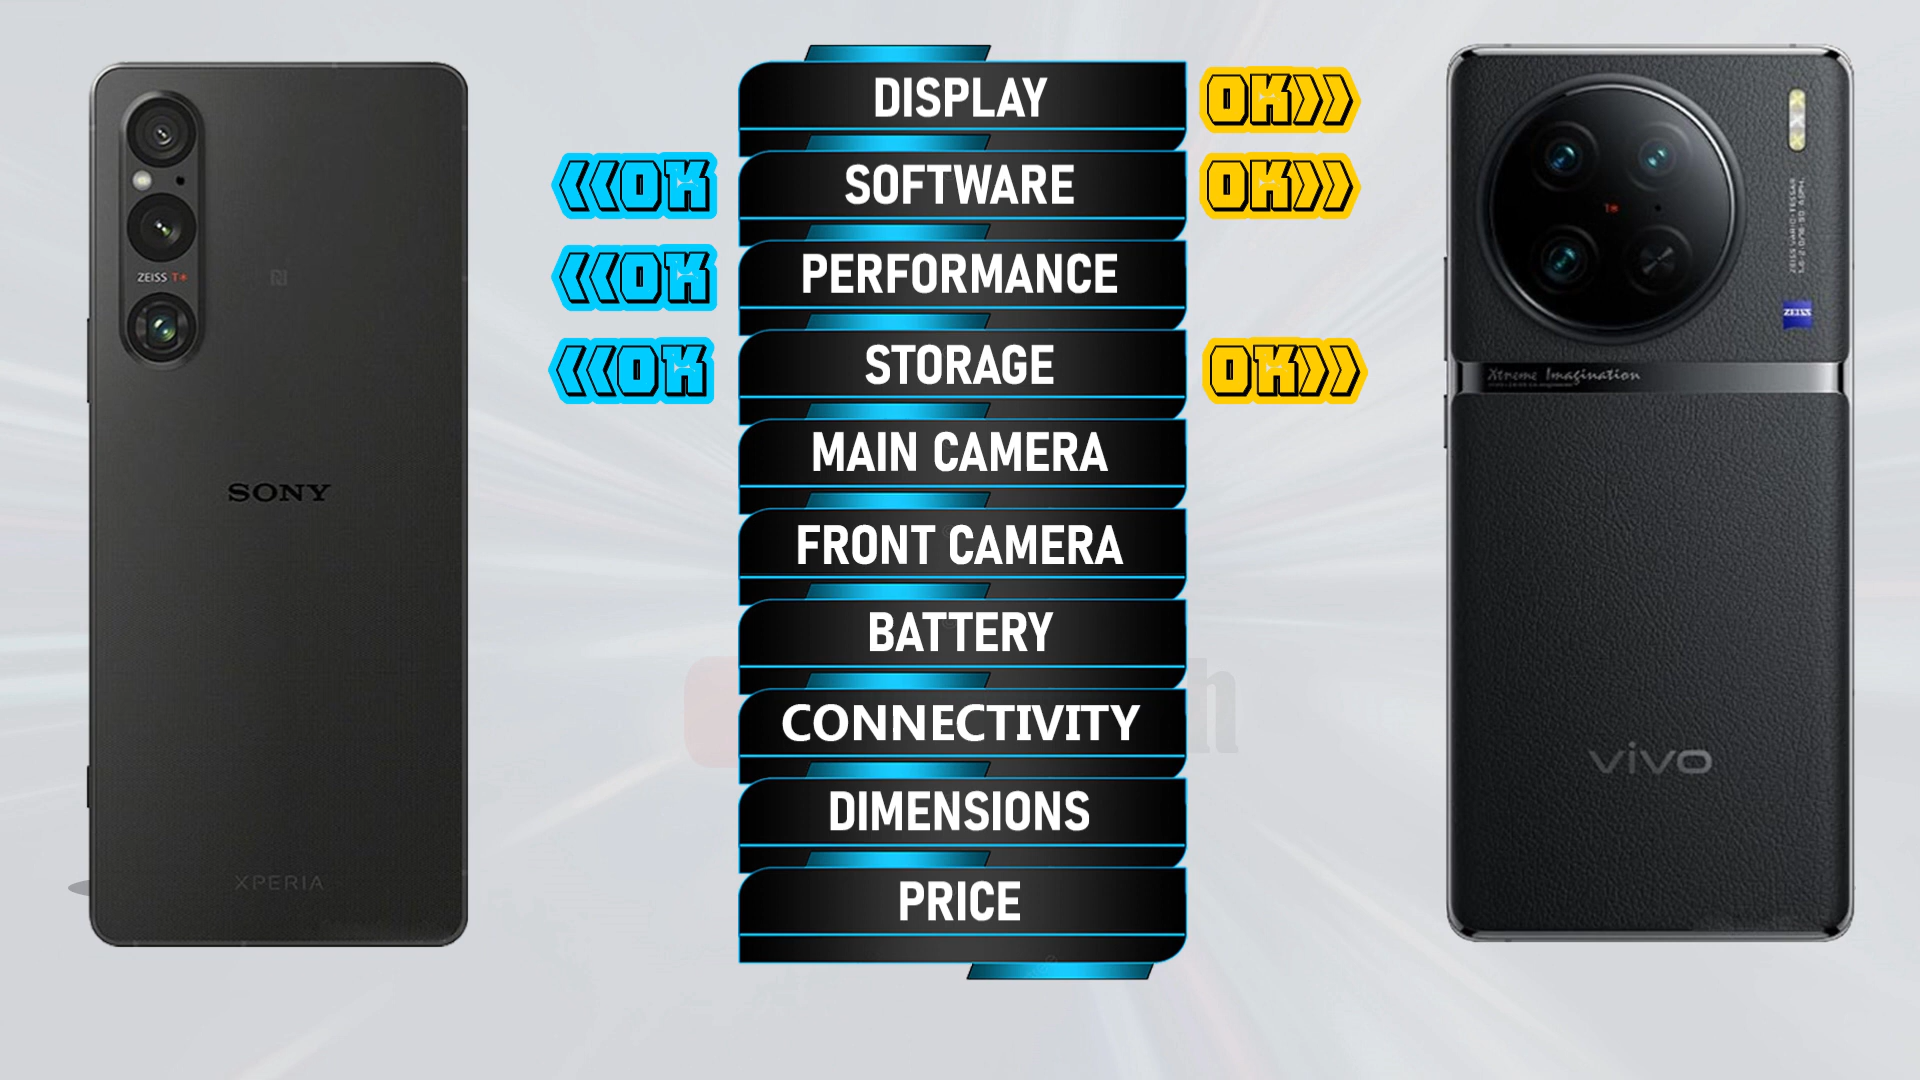 DISPLAY
OK
<<OK
SOFTWARE
OK
<<OK
PERFORMANCE
<<OK
STORAGE
OK
MAIN CAMERA
FRONT CAMERA
BATTERY
CONNECTIVITY
DIMENSIONS
PRICE
ZEISS T*
SONY
XPERIA
ZEISS
Xtreme Imagination
vivo